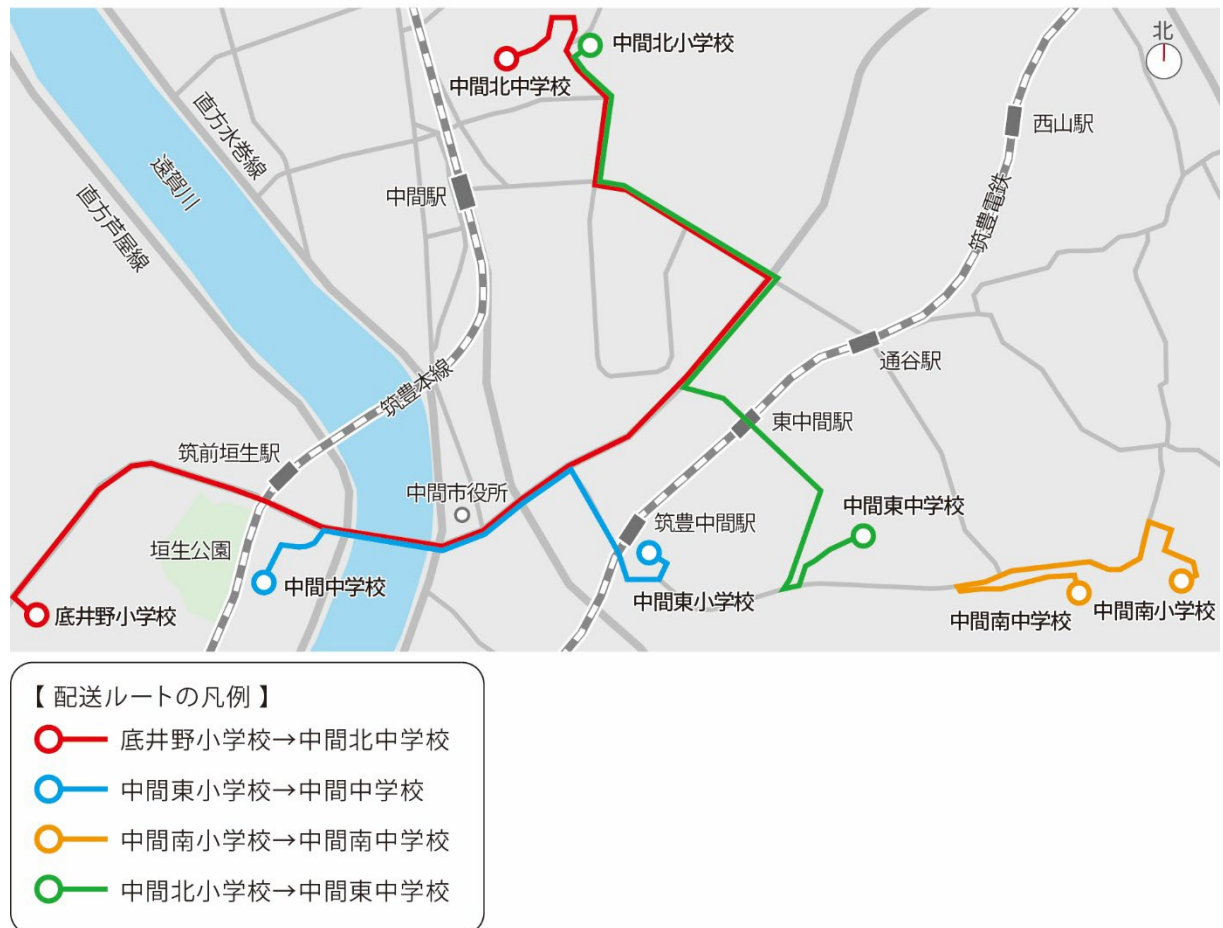 北
中間北小学校
中間北中学校
直方水巻線
遠賀川
直方芦屋線
中間駅
西山駅
筑豊電鉄
通谷駅
筑豊本線
東中間駅
筑前垣生駅
中間市役所
中間東中学校
筑豊中間駅
垣生公園
中間中学校
中間東小学校
底井野小学校
中間南中学校
中間南小学校
【 配送ルートの凡例 】
底井野小学校→中間北中学校
中間東小学校→中間中学校
中間南小学校→中間南中学校
中間北小学校→中間東中学校